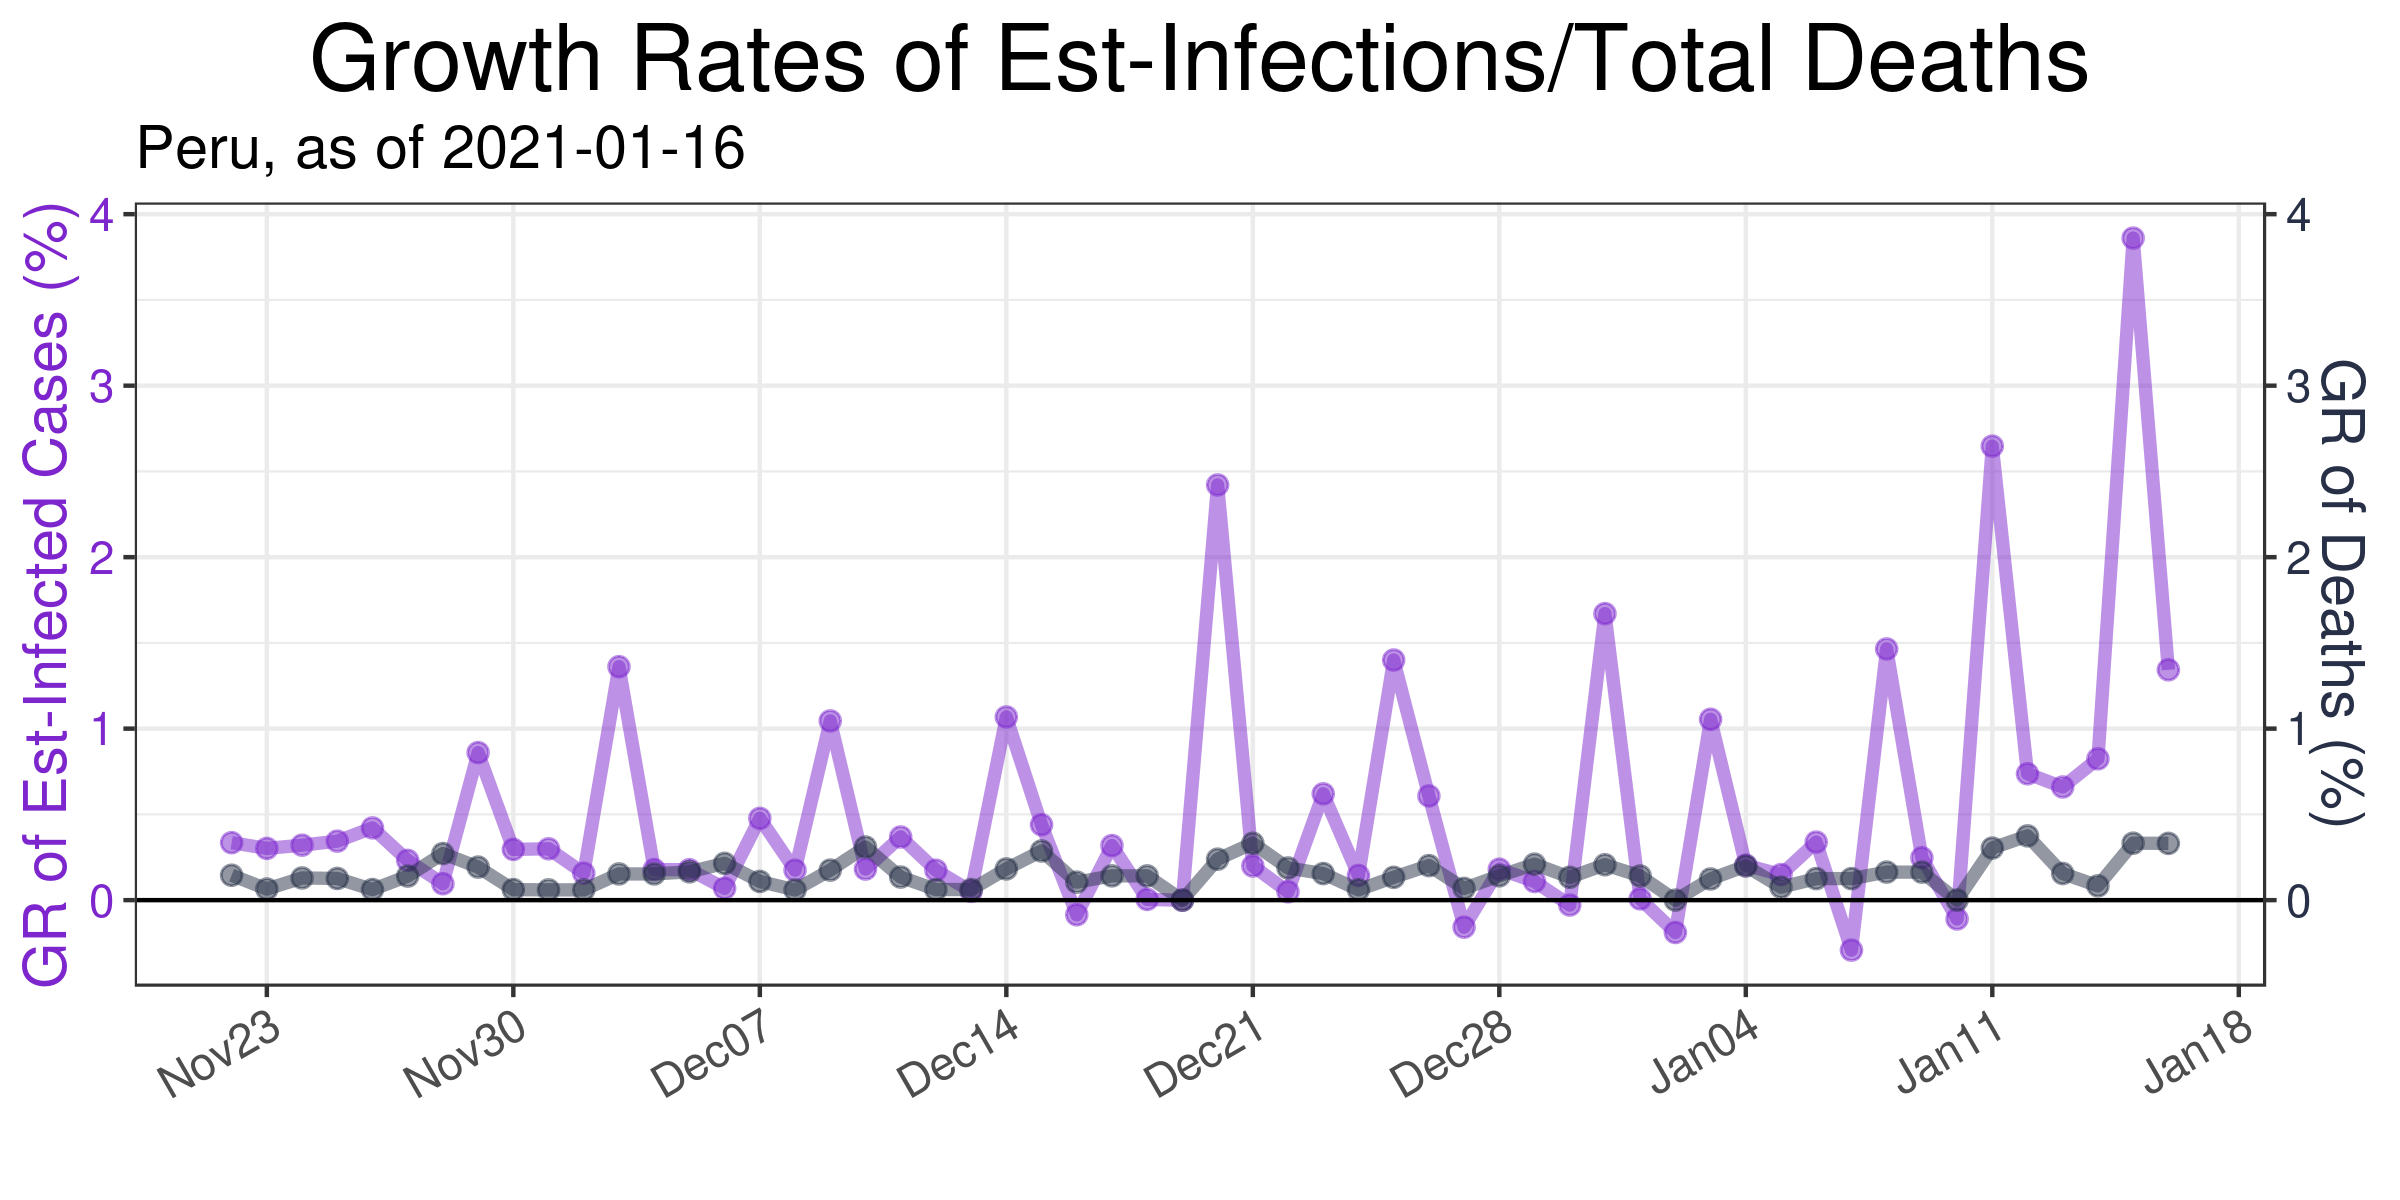 Growth Rates of Est-Infections/Total Deaths
Peru, as of 2021-01-16
GR of Est-Infected Cases (%)
4
3
2
1
0
4
3
2
1
0
GR of Deaths (%)
Nov23
Nov30
Dec07
Dec14
Dec21
Dec28
Jan04
Jan11
Jan18